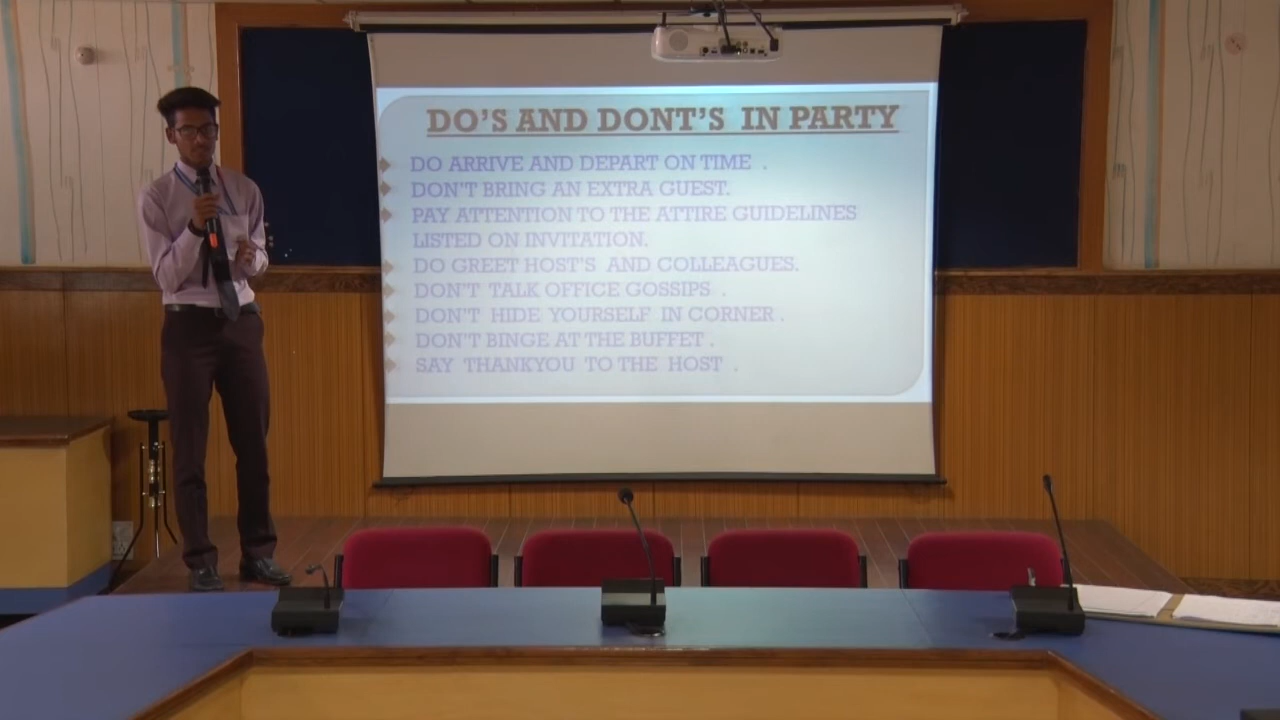 DO'S AND DONT'S IN PARTY
DO ARRIVE AND DEPART ON TIME .
DON'T BRING AN EXTRA GUEST.
PAY ATTENTION TO THE ATTIRE GUIDELINES
LISTED ON INVITATION.
DO GREET HOST'S AND COLLEAGUES.
DON'T TALK OFFICE GOSSIPS .
DON'T HIDE YOURSELF IN CORNER .
DON'T BINGE AT THE BUFFET .
SAY THANKYOU TO THE HOST .